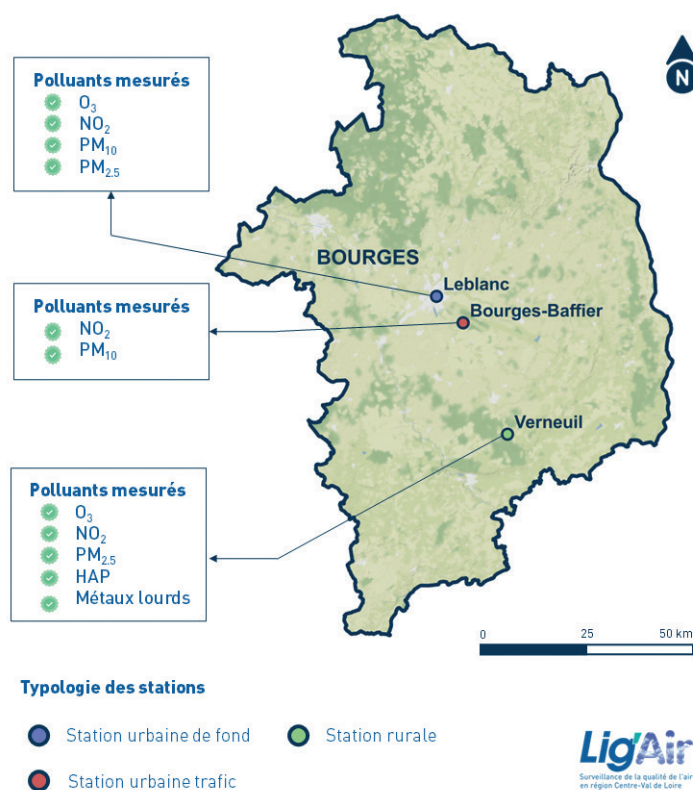 Polluants mesurés
O₃
NO₂
PM₁₀
PM₂.₅
N
BOURGES
Leblanc
Bourges-Baffier
Polluants mesurés
NO₂
PM₁₀
Verneuil
Polluants mesurés
O₃
NO₂
PM₂.₅
HAP
Métaux lourds
0 25 50 km
Typologie des stations
Station urbaine de fond
Station rurale
Station urbaine trafic
Lig'Air
Surveillance de la qualité de l'air
en région Centre-Val de Loire